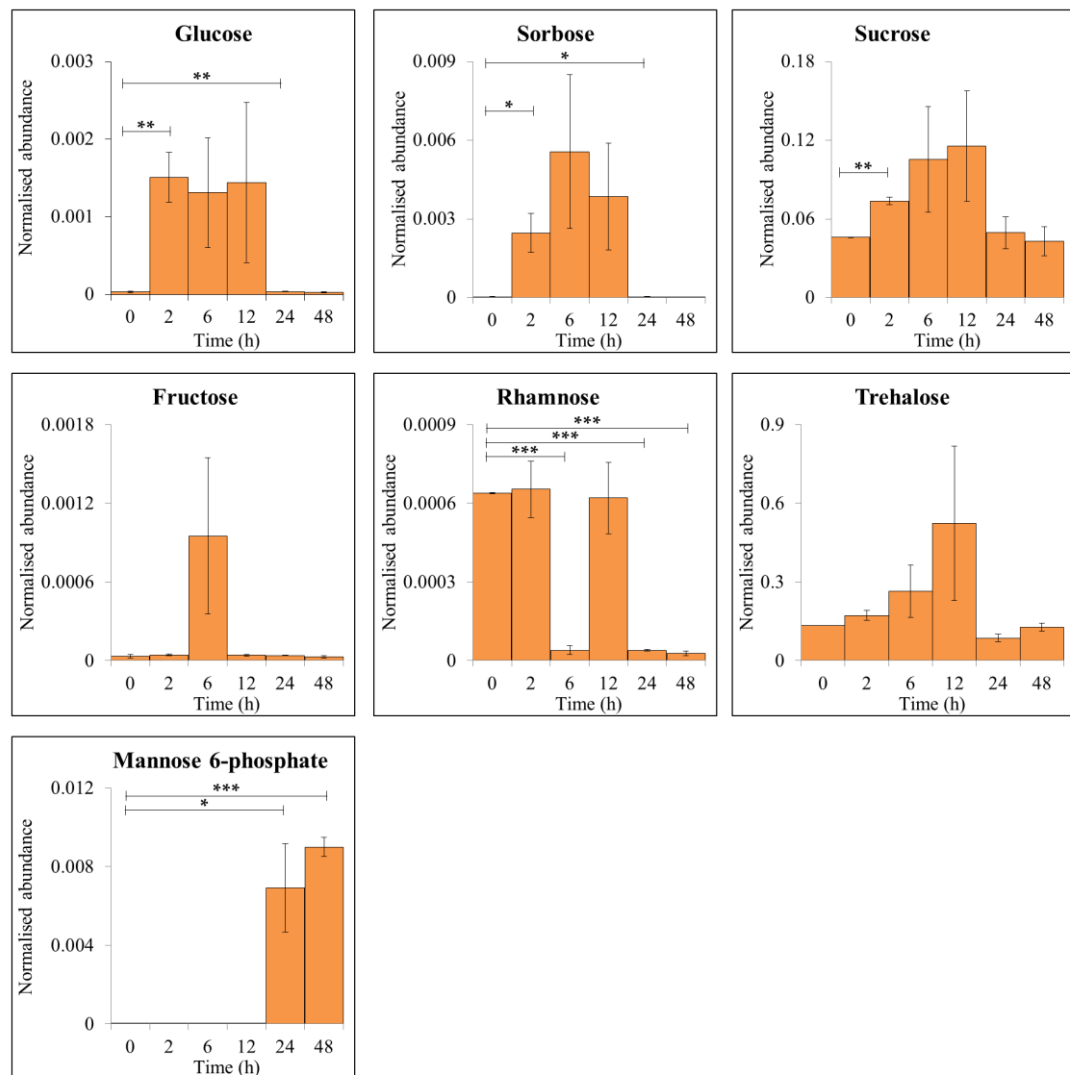 Glucose
Normalised abundance
0.003
0.002
0.001
0
**
**
0 2 6 12 24 48
Time (h)
Sorbose
Normalised abundance
0.009
0.006
0.003
0
*
*
0 2 6 12 24 48
Time (h)
Sucrose
Normalised abundance
0.18
0.12
0.06
0
**
0 2 6 12 24 48
Time (h)
Fructose
Normalised abundance
0.0018
0.0012
0.0006
0
0 2 6 12 24 48
Time (h)
Rhamnose
Normalised abundance
0.0009
0.0006
0.0003
0
***
***
***
0 2 6 12 24 48
Time (h)
Trehalose
Normalised abundance
0.9
0.6
0.3
0
0 2 6 12 24 48
Time (h)
Mannose 6-phosphate
Normalised abundance
0.012
0.008
0.004
0
***
*
0 2 6 12 24 48
Time (h)